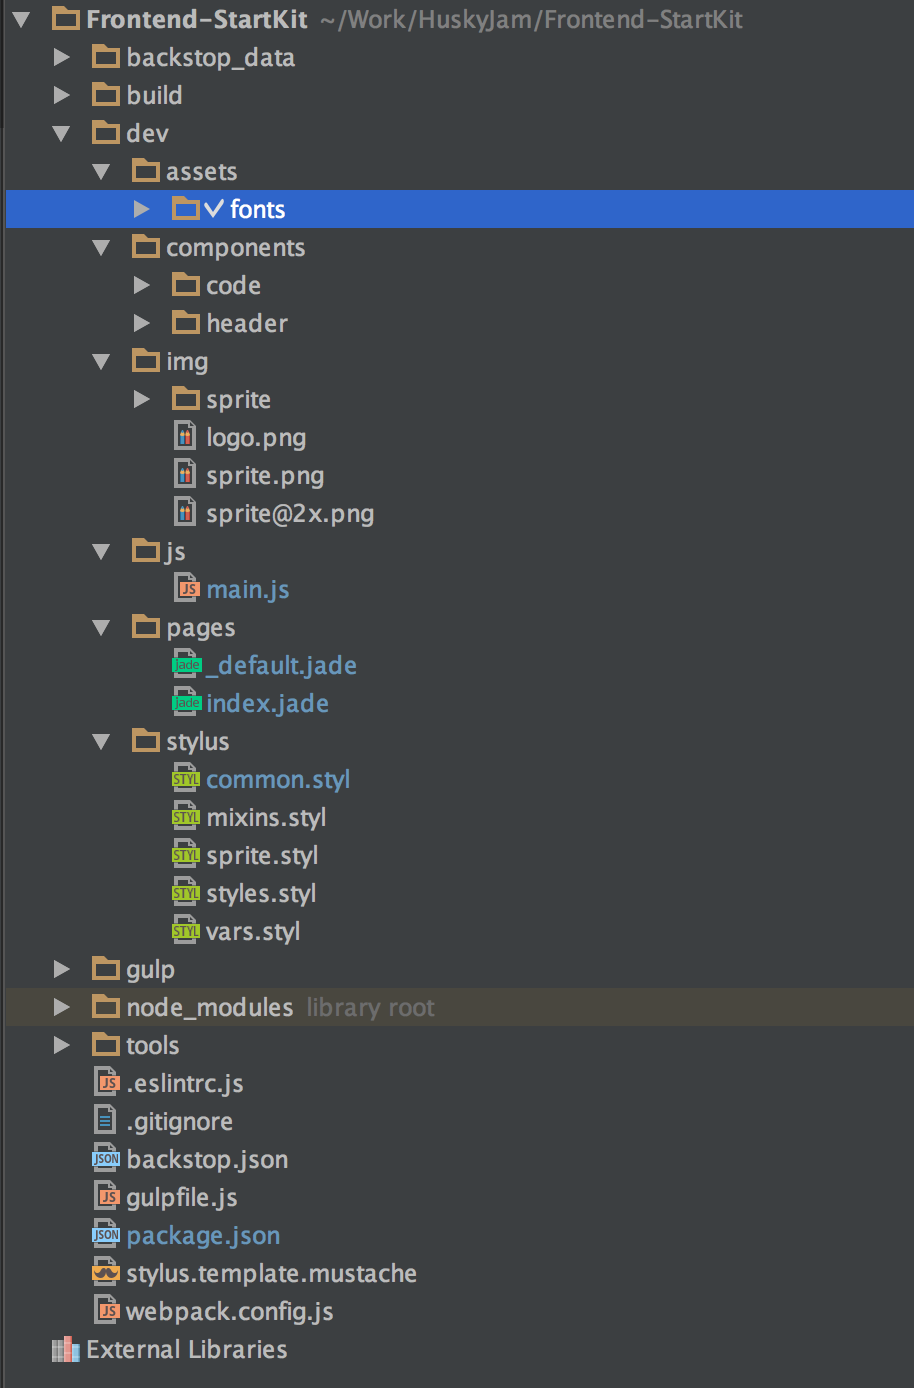 Frontend-StartKit ~/Work/HuskyJam/Frontend-StartKit
backstop_data
build
dev
assets
fonts
components
code
header
img
sprite
logo.png
sprite.png
sprite@2x.png
js
JS main.js
pages
jade _default.jade
jade index.jade
stylus
STYL common.styl
STYL mixins.styl
STYL sprite.styl
STYL styles.styl
STYL vars.styl
gulp
node_modules library root
tools
JS .eslintrc.js
.gitignore
JSON backstop.json
JS gulpfile.js
JSON package.json
stylus.template.mustache
JS webpack.config.js
External Libraries